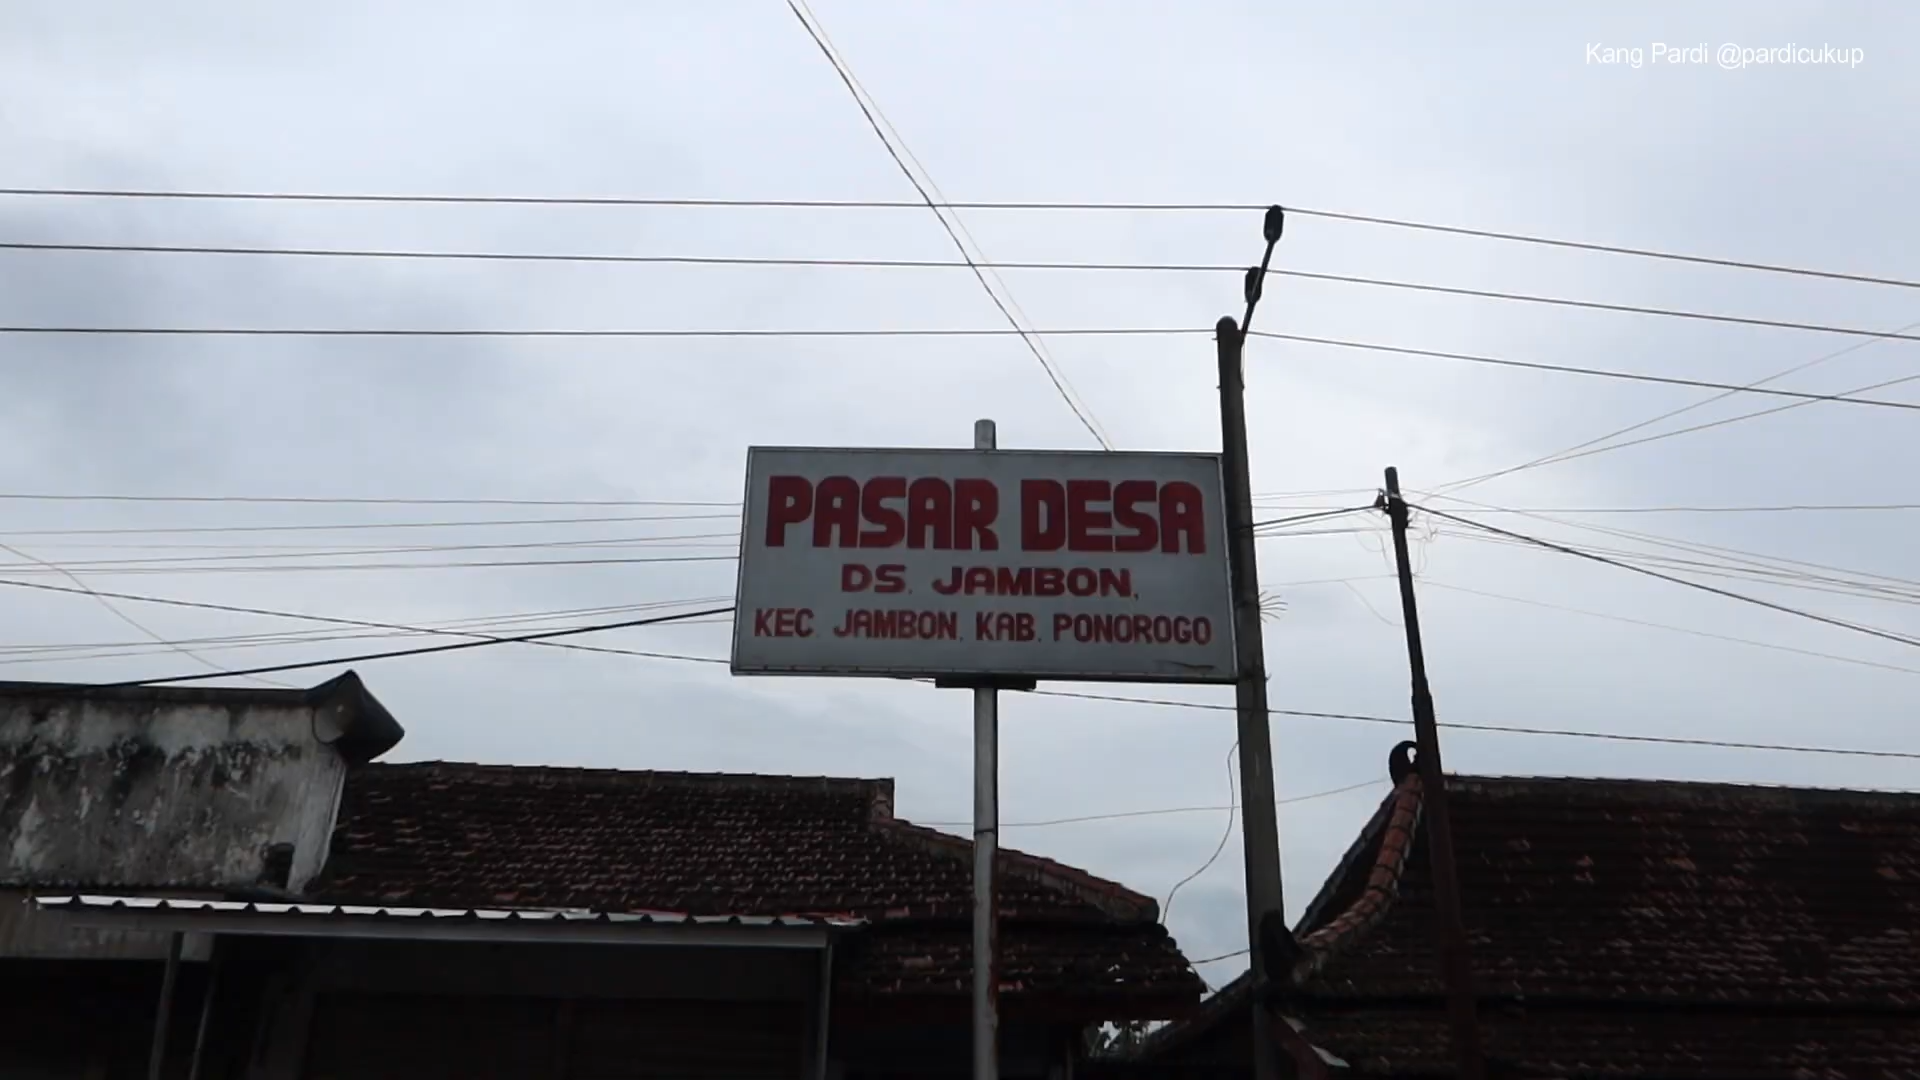 Kang Pardi @pardicukup
PASAR DESA
DS. JAMBON,
KEC. JAMBON, KAB. PONOROGO